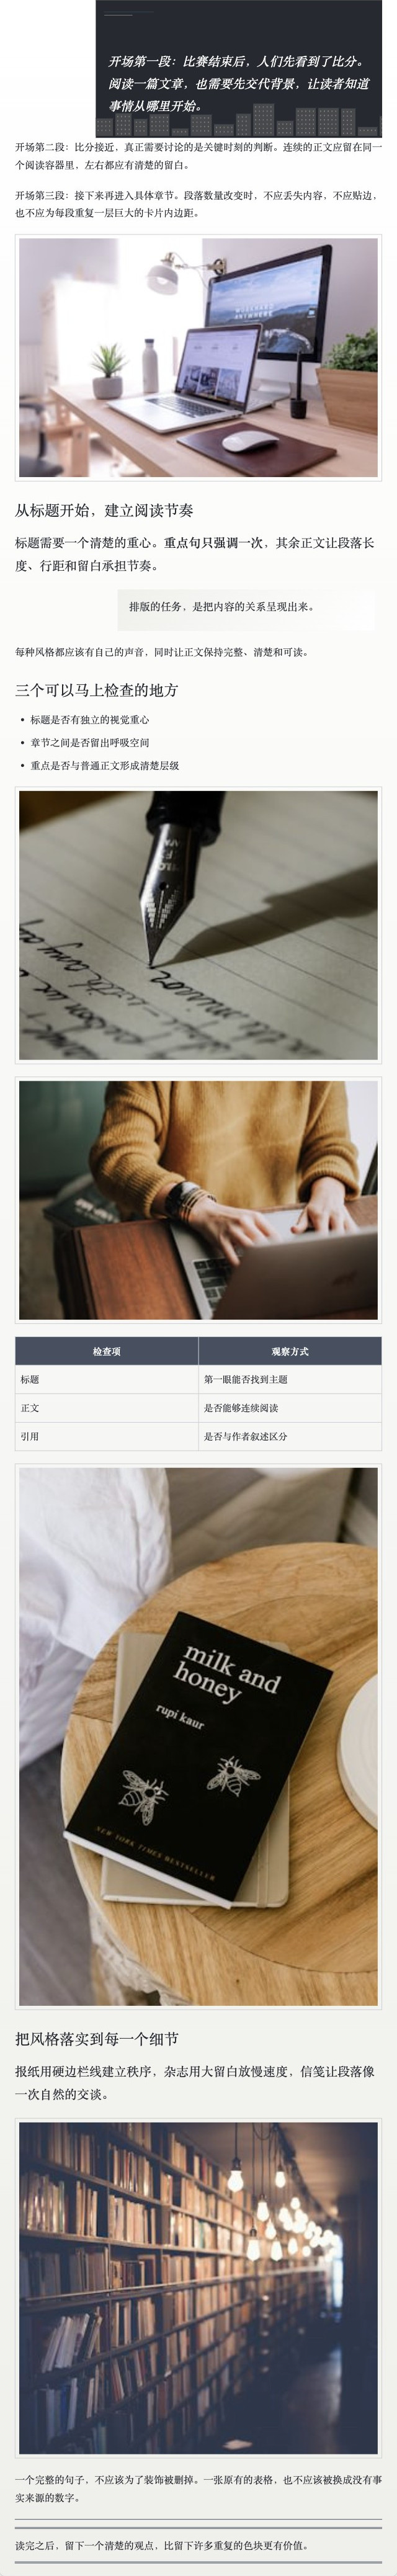 开场第一段：比赛结束后，人们先看到了比分。
阅读一篇文章，也需要先交代背景，让读者知道
事情从哪里开始。
开场第二段：比分接近，真正需要讨论的是关键时刻的判断。连续的正文应留在同一
个阅读容器里，左右都应有清楚的留白。
开场第三段：接下来再进入具体章节。段落数量改变时，不应丢失内容，不应贴边，
也不应为每段重复一层巨大的卡片内边距。
从标题开始，建立阅读节奏
标题需要一个清楚的重心。重点句只强调一次，其余正文让段落长
度、行距和留白承担节奏。
排版的任务，是把内容的关系呈现出来。
每种风格都应该有自己的声音，同时让正文保持完整、清楚和可读。
三个可以马上检查的地方
• 标题是否有独立的视觉重心
• 章节之间是否留出呼吸空间
• 重点是否与普通正文形成清楚层级
检查项 观察方式
标题 第一眼能否找到主题
正文 是否能够连续阅读
引用 是否与作者叙述区分
milk and
honey
rupi kaur
NEW YORK TIMES BESTSELLER
把风格落实到每一个细节
报纸用硬边栏线建立秩序，杂志用大留白放慢速度，信笺让段落像
一次自然的交谈。
一个完整的句子，不应该为了装饰被删掉。一张原有的表格，也不应该被换成没有事
实来源的数字。
读完之后，留下一个清楚的观点，比留下许多重复的色块更有价值。